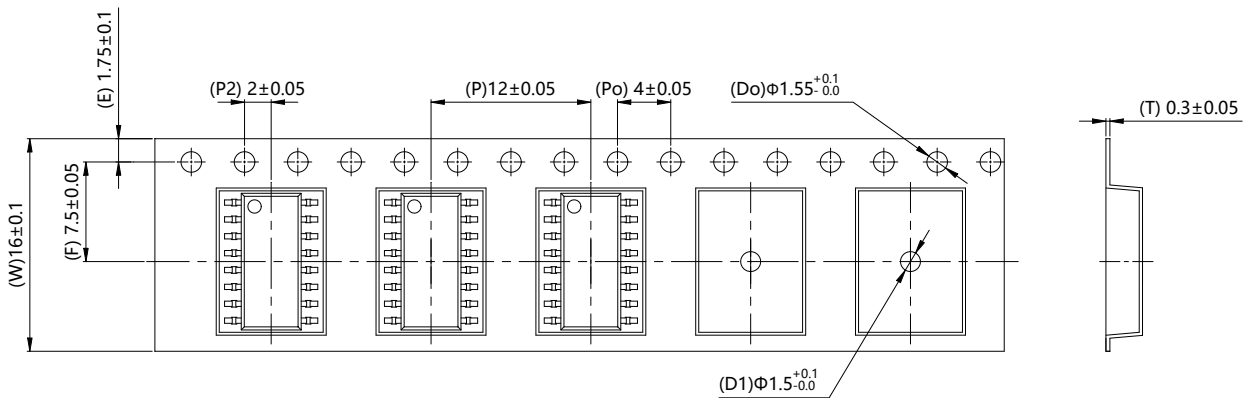 (E) 1.75±0.1
(P2) 2±0.05
(P)12±0.05
(Po) 4±0.05
(Do)Φ1.55+0.1
- 0.0
(T) 0.3±0.05
(W)16±0.1
(F) 7.5±0.05
(D1)Φ1.5+0.1
-0.0